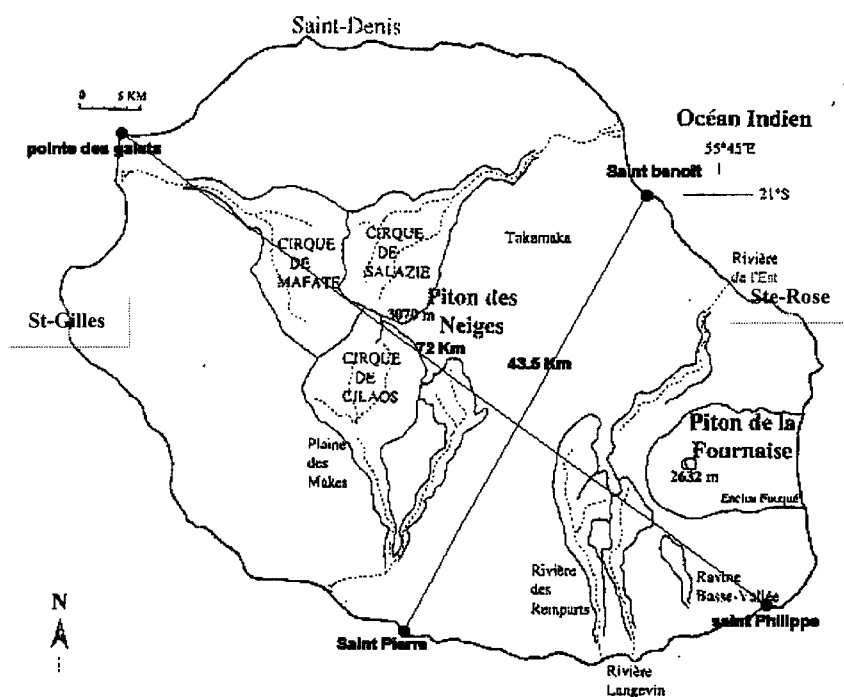 Saint-Denis
0 5 KM
pointe des galets
Océan Indien
55°45'E
Saint benoit
21°S
CIRQUE
DE
MAFATE
CIRQUE
DE
SALAZIE
Takamaka
Rivière
de l'Est
Ste-Rose
St-Gilles
3070 m
Piton des
Neiges
72 Km
43.5 Km
CIRQUE
DE
CILAOS
Plaine
des
Makes
Piton de la
Fournaise
2632 m
Enclos Fouqué
N
Rivière
des
Remparts
Ravine
Basse-Vallée
saint Philippe
Saint Pierre
Rivière
Langevin